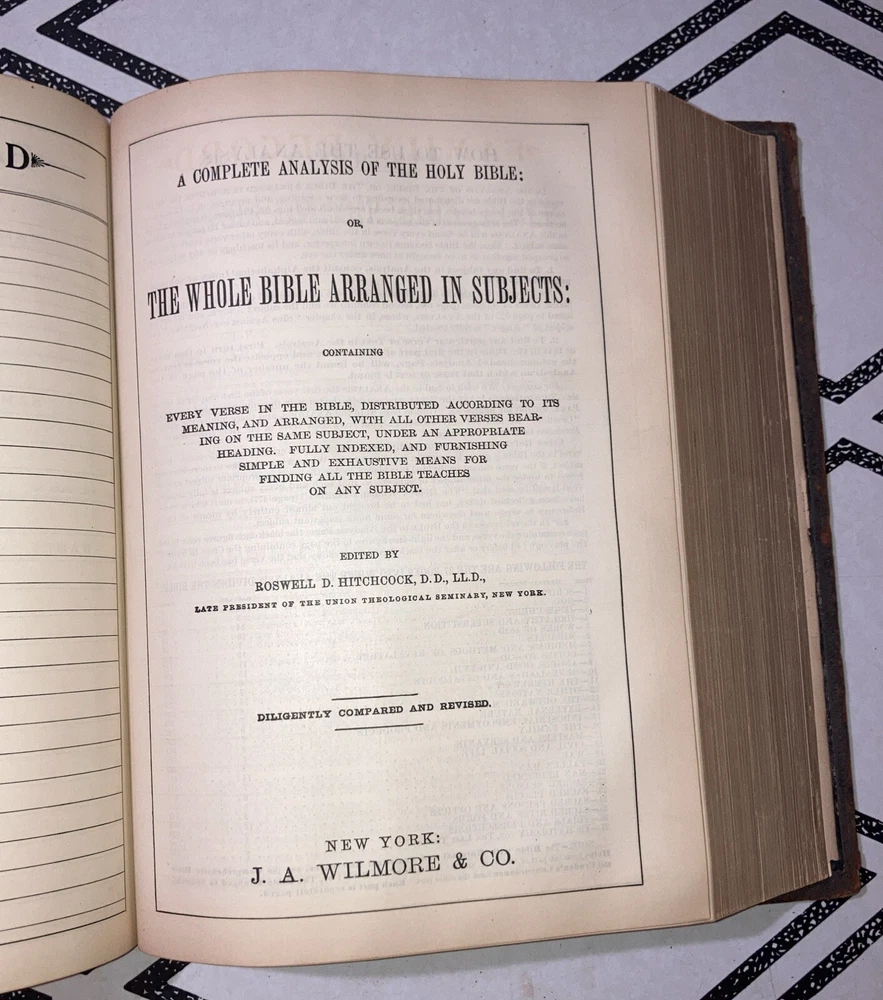 D
A COMPLETE ANALYSIS OF THE HOLY BIBLE:
OR,
THE WHOLE BIBLE ARRANGED IN SUBJECTS:
CONTAINING
EVERY VERSE IN THE BIBLE, DISTRIBUTED ACCORDING TO ITS
MEANING, AND ARRANGED, WITH ALL OTHER VERSES BEAR-
ING ON THE SAME SUBJECT, UNDER AN APPROPRIATE
HEADING. FULLY INDEXED, AND FURNISHING
SIMPLE AND EXHAUSTIVE MEANS FOR
FINDING ALL THE BIBLE TEACHES
ON ANY SUBJECT.
EDITED BY
ROSWELL D. HITCHCOCK, D.D., LL.D.,
LATE PRESIDENT OF THE UNION THEOLOGICAL SEMINARY, NEW YORK.
DILIGENTLY COMPARED AND REVISED.
NEW YORK:
J. A. WILMORE & CO.